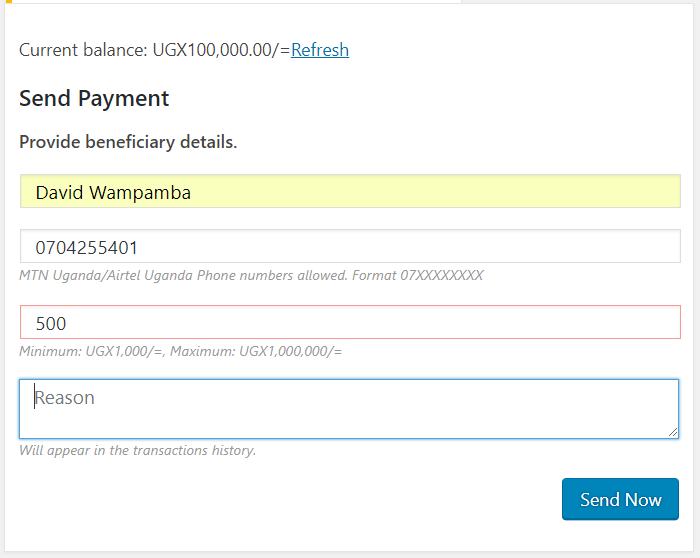 Current balance: UGX100,000.00/=Refresh
Send Payment
Provide beneficiary details.
David Wampamba
0704255401
MTN Uganda/Airtel Uganda Phone numbers allowed. Format 07XXXXXXXX
500
Minimum: UGX1,000/=, Maximum: UGX1,000,000/=
Reason
Will appear in the transactions history.
Send Now